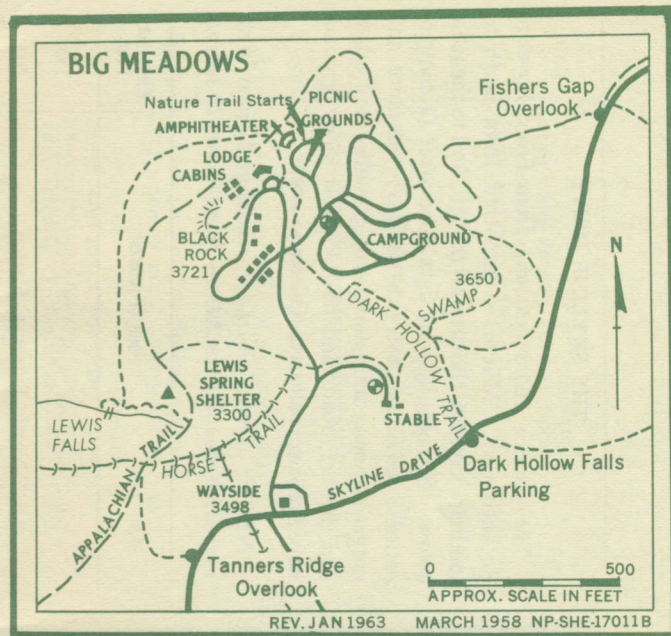 BIG MEADOWS
Nature Trail Starts
PICNIC
GROUNDS
AMPHITHEATER
LODGE
CABINS
BLACK
ROCK
3721
CAMPGROUND
Fishers Gap
Overlook
N
3650
SWAMP
DARK HOLLOW TRAIL
LEWIS
SPRING
SHELTER
3300
LEWIS
FALLS
STABLE
HORSE TRAIL
APPALACHIAN TRAIL
WAYSIDE
3498
SKYLINE DRIVE
Dark Hollow Falls
Parking
Tanners Ridge
Overlook
0 500
APPROX. SCALE IN FEET
REV. JAN 1963 MARCH 1958 NP-SHE-17011B